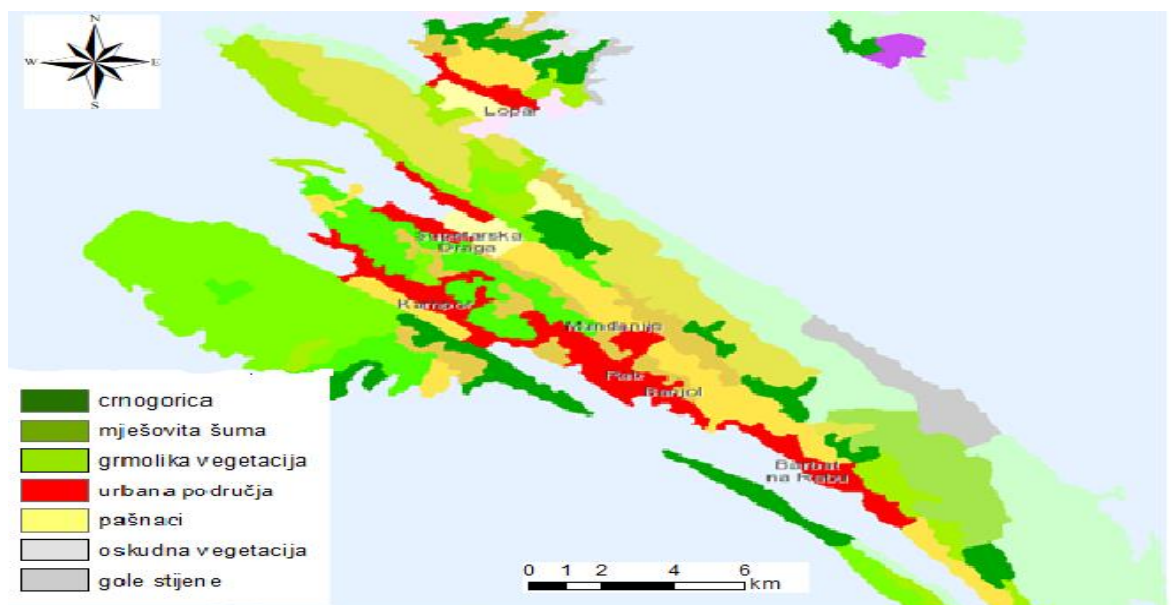 N
W E
S
Lopar
Supetarska
Draga
Kampor
Mundanije
Rab
Banjol
Barbat
na Rabu
crnogorica
mješovita šuma
grmolika vegetacija
urbana područja
pašnaci
oskudna vegetacija
gole stijene
0 1 2 4 6
km